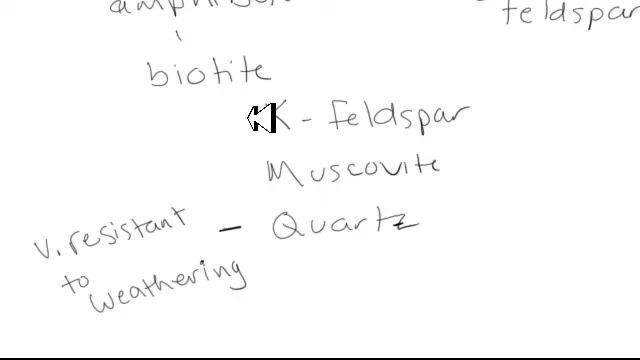 feldspar
biotite
K - feldspar
Muscovite
v. resistant
to
weathering
- Quartz